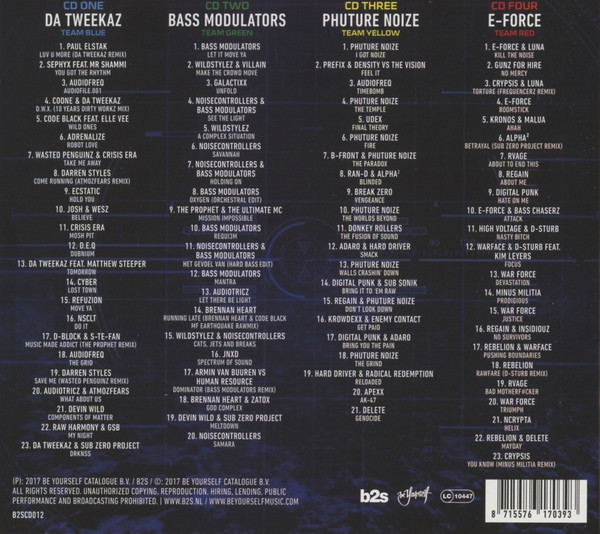 CD ONE
DA TWEEKAZ
TEAM BLUE
1. PAUL ELSTAK
LUV U MORE (DA TWEEKAZ REMIX)
2. SEPHYX FEAT. MR SHAMMI
YOU GOT THE RHYTHM
3. AUDIOFREQ
AUDIOFILE.001
4. COONE & DA TWEEKAZ
D.W.X. (10 YEARS DIRTY WORKZ MIX)
5. CODE BLACK FEAT. ELLE VEE
WILD ONES
6. ADRENALIZE
ROBOT LOVE
7. WASTED PENGUINZ & CRISIS ERA
TAKE ME AWAY
8. DARREN STYLES
COME RUNNING (ATMOZFEARS REMIX)
9. ECSTATIC
HOLD YOU
10. JOSH & WESZ
BELIEVE
11. CRISIS ERA
MOSH PIT
12. D.E.Q
DUBNIUM
13. DA TWEEKAZ FEAT. MATTHEW STEEPER
TOMORROW
14. CYBER
LOST TOWN
15. REFUZION
MOVE YA
16. NSCLT
DO IT
17. D-BLOCK & S-TE-FAN
MUSIC MADE ADDICT (THE PROPHET REMIX)
18. AUDIOFREQ
THE GRID
19. DARREN STYLES
SAVE ME (WASTED PENGUINZ REMIX)
20. AUDIOTRICZ & ATMOZFEARS
WHAT ABOUT US
21. DEVIN WILD
COMPONENTS OF MATTER
22. RAW HARMONY & GSB
MY NIGHT
23. DA TWEEKAZ & SUB ZERO PROJECT
DRKNSS
CD TWO
BASS MODULATORS
TEAM GREEN
1. BASS MODULATORS
LET IT MOVE YA
2. WILDSTYLEZ & VILLAIN
MAKE THE CROWD MOVE
3. GALACTIXX
UNFOLD
4. NOISECONTROLLERS &
BASS MODULATORS
SEE THE LIGHT
5. WILDSTYLEZ
A COMPLEX SITUATION
6. NOISECONTROLLERS
SAVANNAH
7. NOISECONTROLLERS &
BASS MODULATORS
HOLDING ON
8. BASS MODULATORS
OXYGEN (ORCHESTRAL EDIT)
9. THE PROPHET & THE ULTIMATE MC
MISSION IMPOSSIBLE
10. BASS MODULATORS
REQUI3M
11. NOISECONTROLLERS &
BASS MODULATORS
HET GEVOEL VAN (HARD BASS EDIT)
12. BASS MODULATORS
MANTRA
13. AUDIOTRICZ
LET THERE BE LIGHT
14. BRENNAN HEART
RUNNING LATE (BRENNAN HEART & CODE BLACK
MF EARTHQUAKE RAWMIX)
15. WILDSTYLEZ & NOISECONTROLLERS
CATS, JETS AND BREAKS
16. JNXD
SPECTRUM OF SOUND
17. ARMIN VAN BUUREN VS
HUMAN RESOURCE
DOMINATOR (BASS MODULATORS REMIX)
18. BRENNAN HEART & ZATOX
GOD COMPLEX
19. DEVIN WILD & SUB ZERO PROJECT
MELTDOWN
20. NOISECONTROLLERS
SAMARA
CD THREE
PHUTURE NOIZE
TEAM YELLOW
1. PHUTURE NOIZE
I GOT NOIZE
2. PREFIX & DENSITY VS THE VISION
FEEL IT
3. AUDIOFREQ
TIMEBOMB
4. PHUTURE NOIZE
THE TEMPLE
5. UDEX
FINAL THEORY
6. PHUTURE NOIZE
FIRE
7. B-FRONT & PHUTURE NOIZE
THE PARADOX
8. RAN-D & ALPHA²
BLINDED
9. BREAK ZERO
VENGEANCE
10. PHUTURE NOIZE
THE WORLDS BEYOND
11. DONKEY ROLLERS
THE FUSION OF SOUND
12. ADARO & HARD DRIVER
SMACK
13. PHUTURE NOIZE
WALLS CRASHIN' DOWN
14. DIGITAL PUNK & SUB SONIK
BRING IT TO 'EM RAW
15. REGAIN & PHUTURE NOIZE
DON'T LOOK DOWN
16. KROWDEXX & ENEMY CONTACT
GET PAID
17. DIGITAL PUNK & ADARO
BRING YOU THE PAIN
18. PHUTURE NOIZE
THE GRIND
19. HARD DRIVER & RADICAL REDEMPTION
RELOADED
20. APEXX
AK-47
21. DELETE
GENOCIDE
CD FOUR
E-FORCE
TEAM RED
1. E-FORCE & LUNA
KILL THE NOISE
2. GUNZ FOR HIRE
NO MERCY
3. CRYPSIS & LUNA
TORTURE (FREQUENCERZ REMIX)
4. E-FORCE
BOOMSTICK
5. KRONOS & MALUA
AHAH
6. ALPHA²
BETRAYAL (SUB ZERO PROJECT REMIX)
7. RVAGE
ABOUT TO END THIS
8. REGAIN
ABOUT ME
9. DIGITAL PUNK
HATE ON ME
10. E-FORCE & BASS CHASERZ
ATTACK
11. HIGH VOLTAGE & D-STURB
NASTY BITCH
12. WARFACE & D-STURB FEAT.
KIM LEYERS
FOCUS
13. WAR FORCE
DEVASTATION
14. MINUS MILITIA
PRODIGIOUS
15. WAR FORCE
JUSTICE
16. REGAIN & INSIDIOUZ
NO SURVIVORS
17. REBELION & WARFACE
PUSHING BOUNDARIES
18. REBELION
RAWFARE (D-STURB REMIX)
19. RVAGE
BAD MOTHERF#CKER
20. WAR FORCE
TRIUMPH
21. NCRYPTA
HELIX
22. REBELION & DELETE
MAYDAY
23. CRYPSIS
YOU KNOW (MINUS MILITIA REMIX)
(P): 2017 BE YOURSELF CATALOGUE B.V. / B2S / ©: 2017 BE YOURSELF CATALOGUE B.V.
ALL RIGHTS RESERVED. UNAUTHORIZED COPYING, REPRODUCTION, HIRING, LENDING, PUBLIC
PERFORMANCE AND BROADCASTING PROHIBITED. | WWW.B2S.NL / WWW.BEYOURSELFMUSIC.COM
B2SCD012
b2s
Be Yourself
LC 10447
8 715576 170393